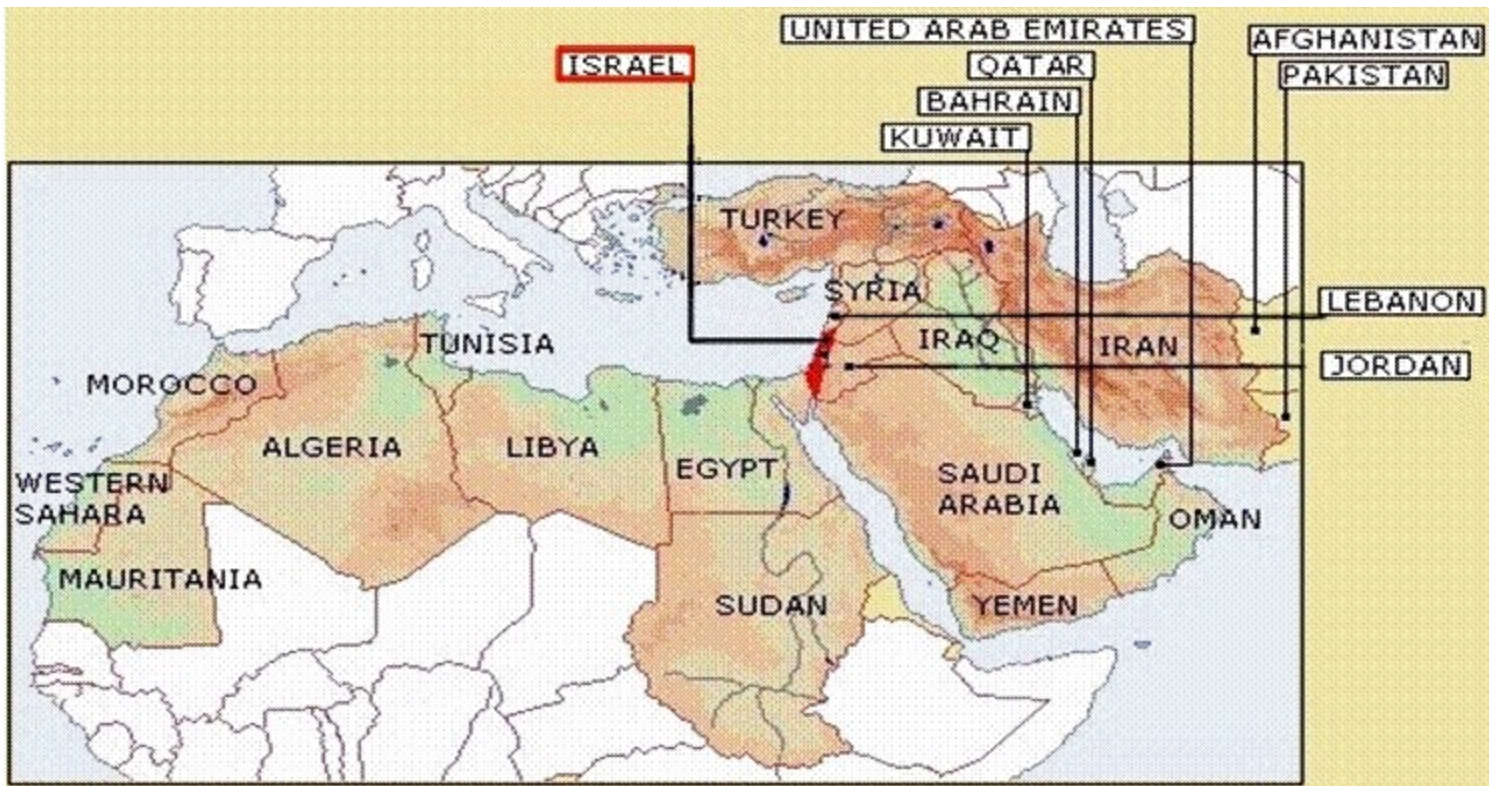 UNITED ARAB EMIRATES
AFGHANISTAN
ISRAEL
QATAR
PAKISTAN
BAHRAIN
KUWAIT
TURKEY
SYRIA
LEBANON
TUNISIA
IRAQ
IRAN
JORDAN
MOROCCO
ALGERIA
LIBYA
EGYPT
SAUDI
ARABIA
WESTERN
SAHARA
OMAN
MAURITANIA
SUDAN
YEMEN